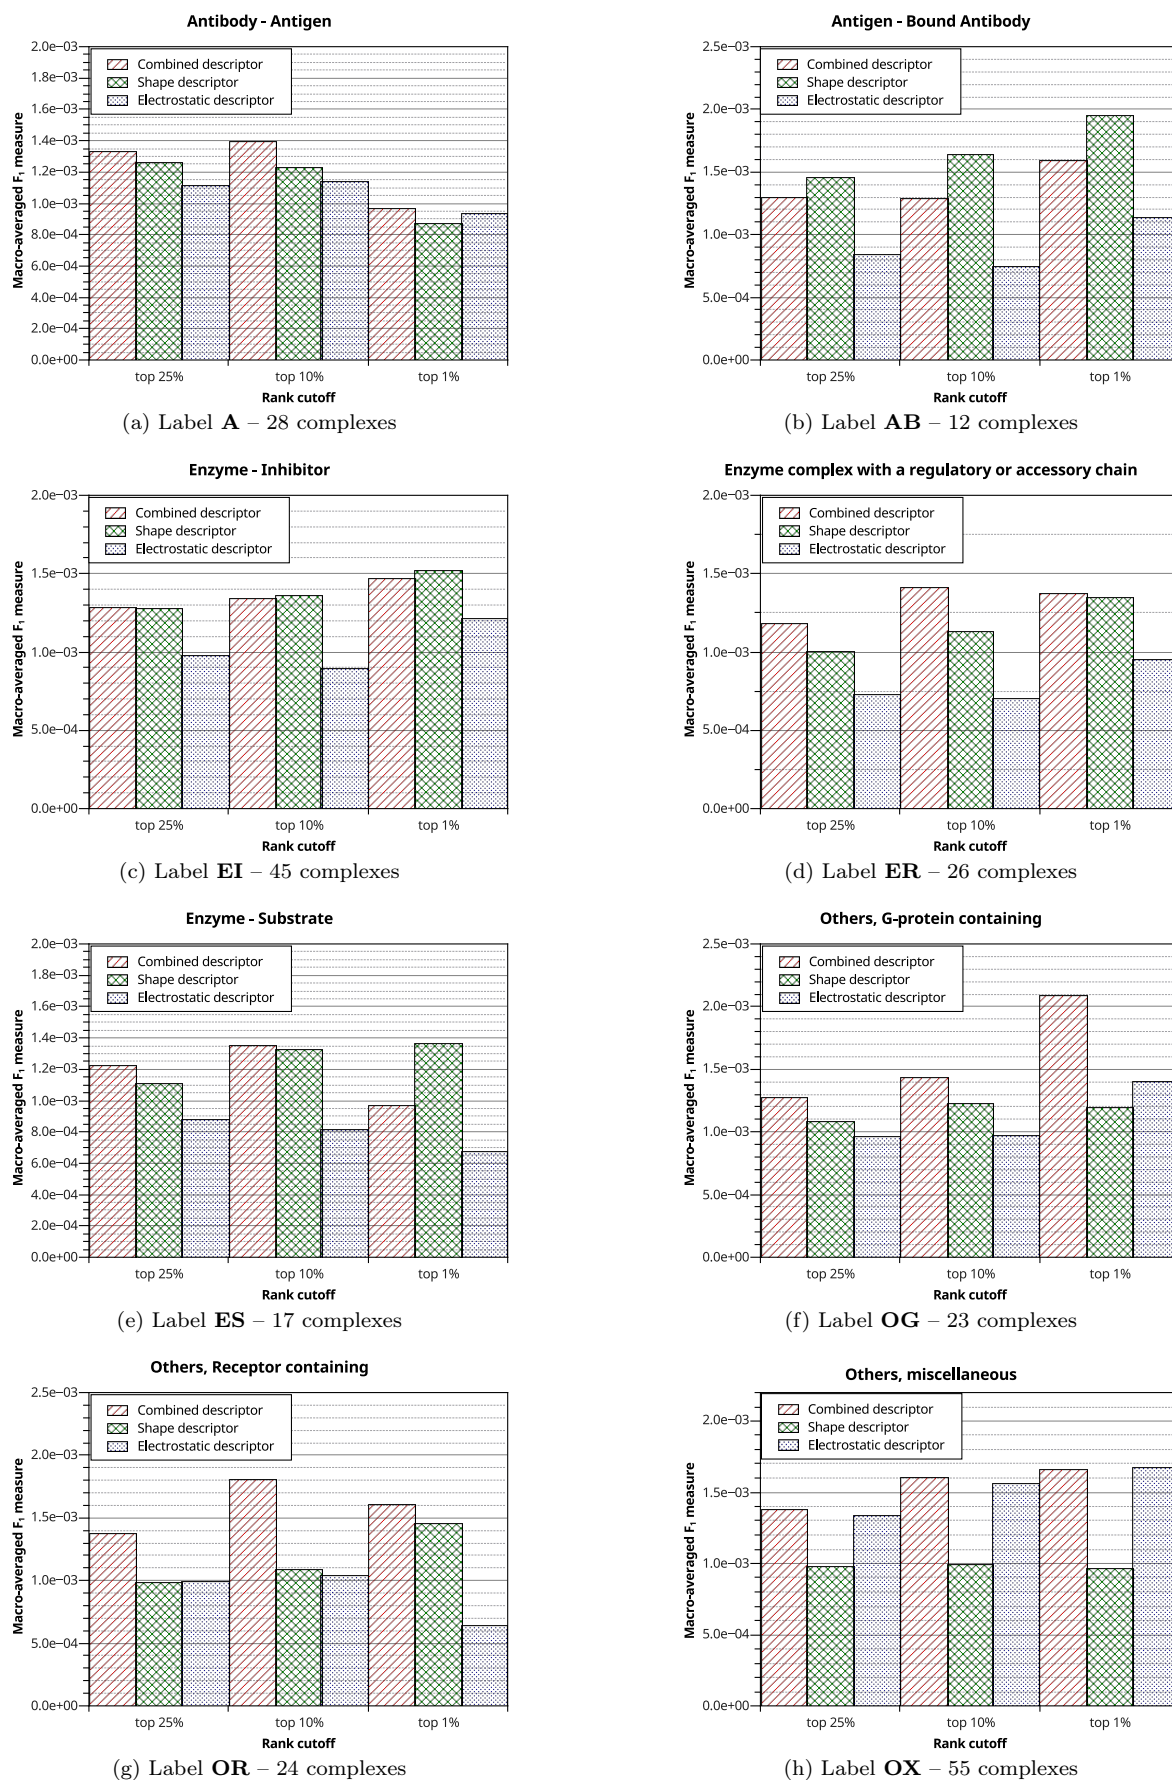 Antibody - Antigen
Macro-averaged F₁ measure
2.0e−03
1.8e−03
1.6e−03
1.4e−03
1.2e−03
1.0e−03
8.0e−04
6.0e−04
4.0e−04
2.0e−04
0.0e+00
Combined descriptor
Shape descriptor
Electrostatic descriptor
top 25%
top 10%
top 1%
Rank cutoff
(a) Label A – 28 complexes
Antigen - Bound Antibody
Macro-averaged F₁ measure
2.5e−03
2.0e−03
1.5e−03
1.0e−03
5.0e−04
0.0e+00
Combined descriptor
Shape descriptor
Electrostatic descriptor
top 25%
top 10%
top 1%
Rank cutoff
(b) Label AB – 12 complexes
Enzyme - Inhibitor
Macro-averaged F₁ measure
2.0e−03
1.5e−03
1.0e−03
5.0e−04
0.0e+00
Combined descriptor
Shape descriptor
Electrostatic descriptor
top 25%
top 10%
top 1%
Rank cutoff
(c) Label EI – 45 complexes
Enzyme complex with a regulatory or accessory chain
Macro-averaged F₁ measure
2.0e−03
1.5e−03
1.0e−03
5.0e−04
0.0e+00
Combined descriptor
Shape descriptor
Electrostatic descriptor
top 25%
top 10%
top 1%
Rank cutoff
(d) Label ER – 26 complexes
Enzyme - Substrate
Macro-averaged F₁ measure
2.0e−03
1.8e−03
1.6e−03
1.4e−03
1.2e−03
1.0e−03
8.0e−04
6.0e−04
4.0e−04
2.0e−04
0.0e+00
Combined descriptor
Shape descriptor
Electrostatic descriptor
top 25%
top 10%
top 1%
Rank cutoff
(e) Label ES – 17 complexes
Others, G-protein containing
Macro-averaged F₁ measure
2.5e−03
2.0e−03
1.5e−03
1.0e−03
5.0e−04
0.0e+00
Combined descriptor
Shape descriptor
Electrostatic descriptor
top 25%
top 10%
top 1%
Rank cutoff
(f) Label OG – 23 complexes
Others, Receptor containing
Macro-averaged F₁ measure
2.5e−03
2.0e−03
1.5e−03
1.0e−03
5.0e−04
0.0e+00
Combined descriptor
Shape descriptor
Electrostatic descriptor
top 25%
top 10%
top 1%
Rank cutoff
(g) Label OR – 24 complexes
Others, miscellaneous
Macro-averaged F₁ measure
2.0e−03
1.5e−03
1.0e−03
5.0e−04
0.0e+00
Combined descriptor
Shape descriptor
Electrostatic descriptor
top 25%
top 10%
top 1%
Rank cutoff
(h) Label OX – 55 complexes